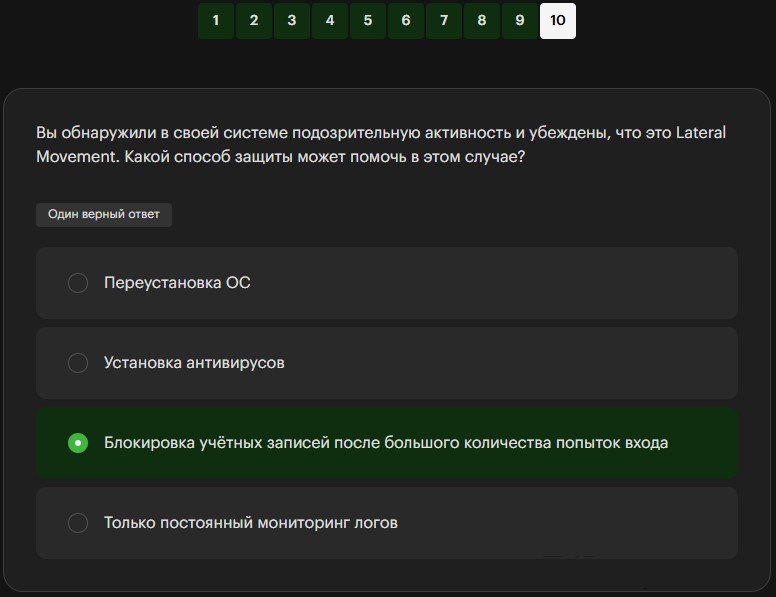 1 2 3 4 5 6 7 8 9 10
Вы обнаружили в своей системе подозрительную активность и убеждены, что это Lateral
Movement. Какой способ защиты может помочь в этом случае?
Один верный ответ
Переустановка ОС
Установка антивирусов
Блокировка учётных записей после большого количества попыток входа
Только постоянный мониторинг логов